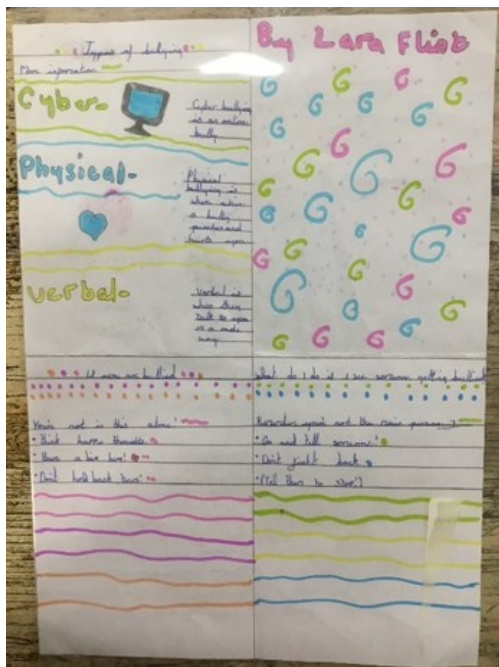 Types of bullying
More information
Cyber-
Cyber bullying
is an online
bully
Physical-
Physical
bullying is
when
a bully
punches and
hurts you
verbal-
Verbal is
when they
talk to you
in a rude
way
By Lara Flint
If you are bullied
You're not in this alone!
• think happy thoughts
• Have a big hug!
• Don't hold back tears!
What do I do if I see someone getting bullied
Remember you're not the main person
• Go and tell someone!
• Don't fight back
• (Tell them to stop!)